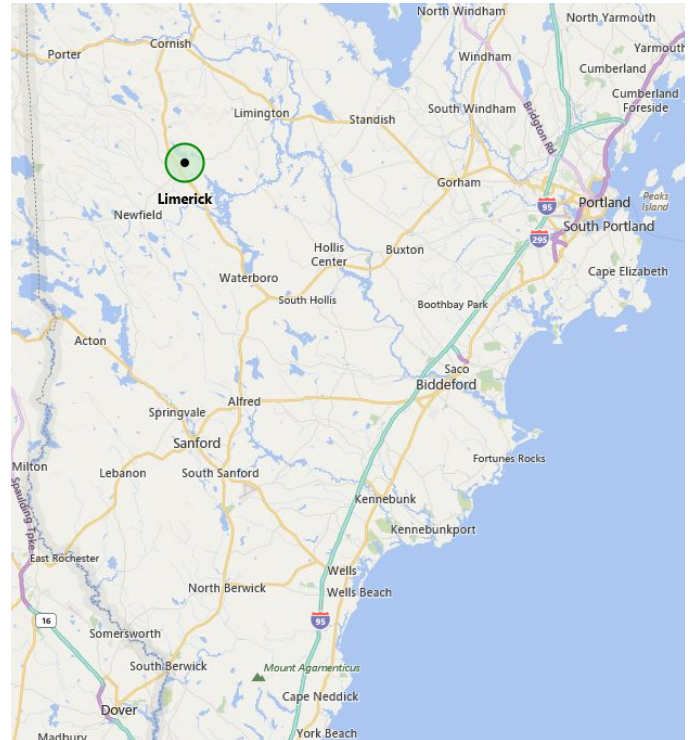 North Windham
North Yarmouth
Cornish
Porter
Windham
Yarmouth
Cumberland
Cumberland
Foreside
Limington
South Windham
Bridgton Rd
Standish
Limerick
Gorham
Portland
Peaks
Island
95
South Portland
295
Newfield
Hollis
Center
Buxton
Cape Elizabeth
Waterboro
South Hollis
Boothbay Park
Acton
Saco
Biddeford
Alfred
Springvale
Sanford
Fortunes Rocks
Milton
Lebanon
South Sanford
Spaulding Tpke
Kennebunk
Kennebunkport
East Rochester
Wells
North Berwick
Wells Beach
16
95
Somersworth
South Berwick
Mount Agamenticus
Cape Neddick
Dover
York Beach
Madbury